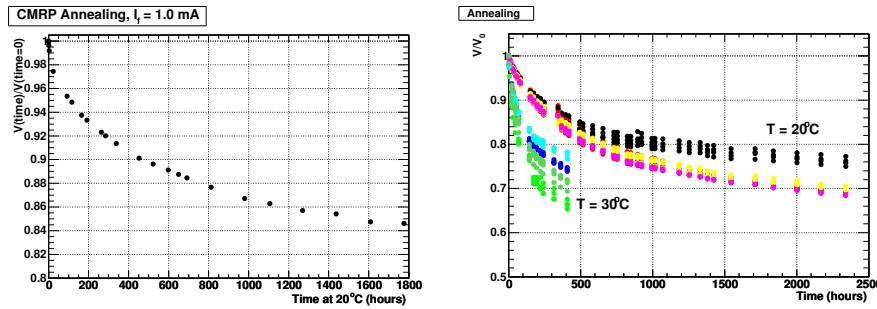 CMRP Annealing, I_f = 1.0 mA
V(time)/V(time=0)
1
0.98
0.96
0.94
0.92
0.9
0.88
0.86
0.84
0.82
0.8
0 200 400 600 800 1000 1200 1400 1600 1800
Time at 20°C (hours)
Annealing
V/V_0
1
0.9
0.8
0.7
0.6
0.5
T = 20°C
T = 30°C
0 500 1000 1500 2000 2500
Time (hours)